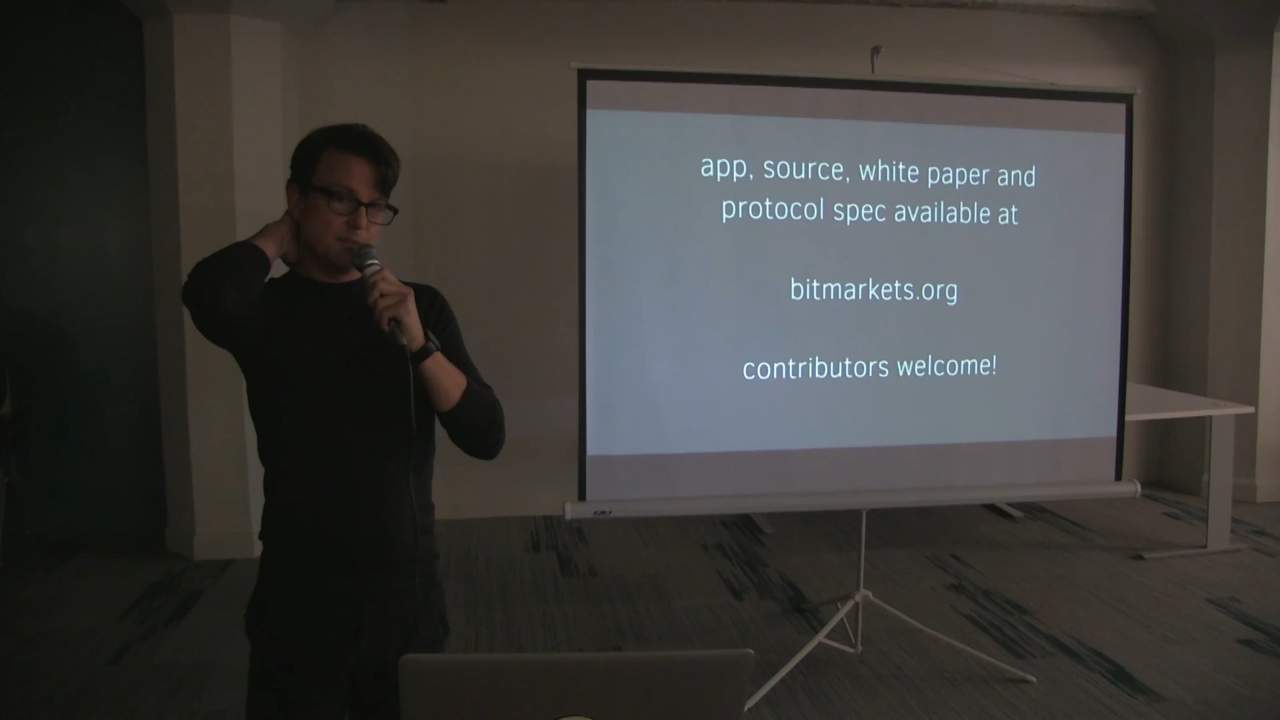 app, source, white paper and
protocol spec available at
bitmarkets.org
contributors welcome!